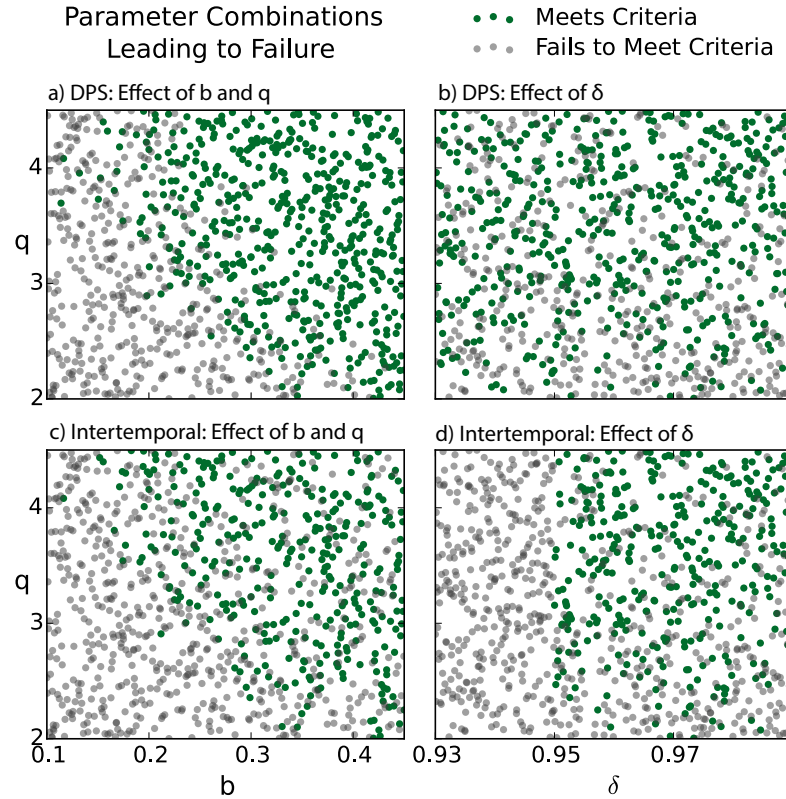 Parameter Combinations
Leading to Failure
Meets Criteria
Fails to Meet Criteria
a) DPS: Effect of b and q
b) DPS: Effect of δ
4
3
2
q
c) Intertemporal: Effect of b and q
d) Intertemporal: Effect of δ
4
3
2
q
0.1
0.2
0.3
0.4
0.93
0.95
0.97
b
δ